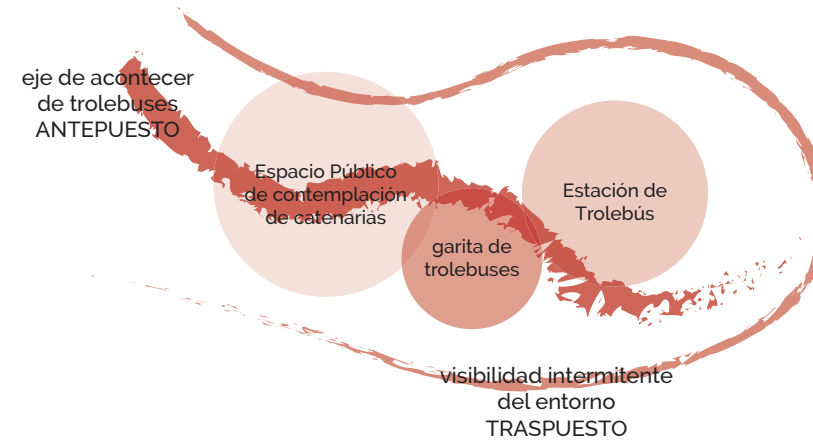 eje de acontecer
de trolebuses
ANTEPUESTO
Espacio Público
de contemplación
de catenarias
garita de
trolebuses
Estación de
Trolebús
visibilidad intermitente
del entorno
TRASPUESTO